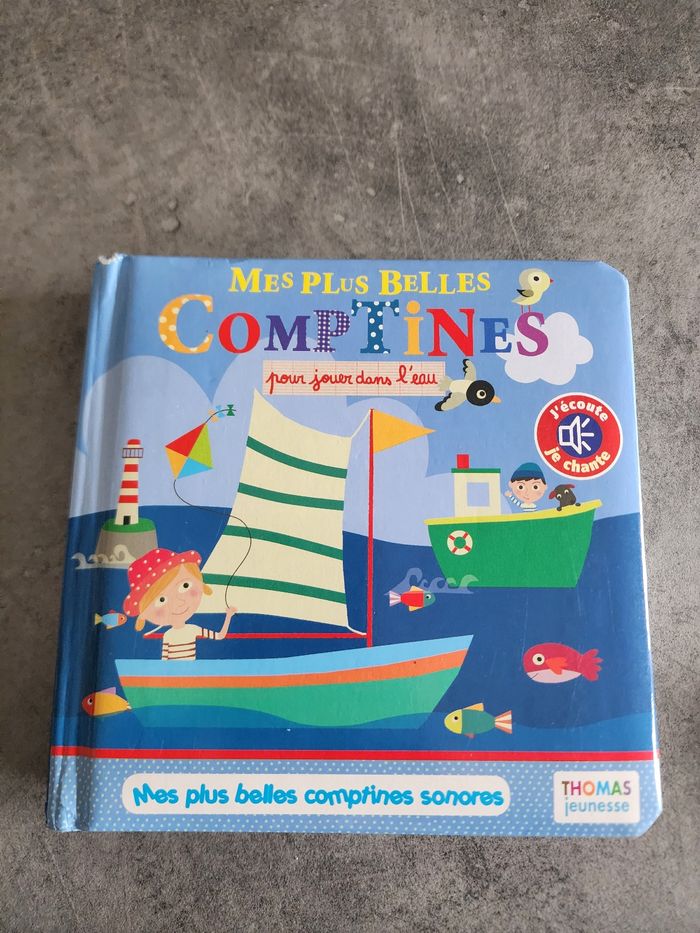 MES PLUS BELLES
COMPTiNES
pour jouer dans l'eau
J'écoute
je chante
Mes plus belles comptines sonores
THOMAS
jeunesse